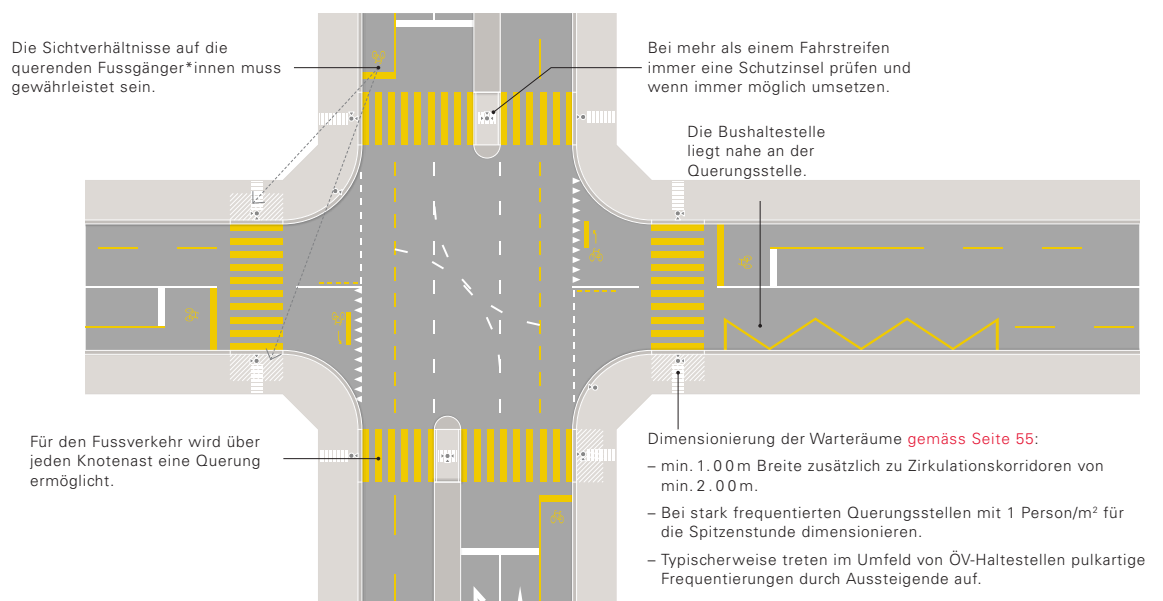 Die Sichtverhältnisse auf die
querenden Fussgänger*innen muss
gewährleistet sein.
Bei mehr als einem Fahrstreifen
immer eine Schutzinsel prüfen und
wenn immer möglich umsetzen.
Die Bushaltestelle
liegt nahe an der
Querungsstelle.
Für den Fussverkehr wird über
jeden Knotenast eine Querung
ermöglicht.
Dimensionierung der Warteräume gemäss Seite 55:
– min. 1.00m Breite zusätzlich zu Zirkulationskorridoren von
min. 2.00m.
– Bei stark frequentierten Querungsstellen mit 1 Person/m² für
die Spitzenstunde dimensionieren.
– Typischerweise treten im Umfeld von ÖV-Haltestellen pulkartige
Frequentierungen durch Aussteigende auf.